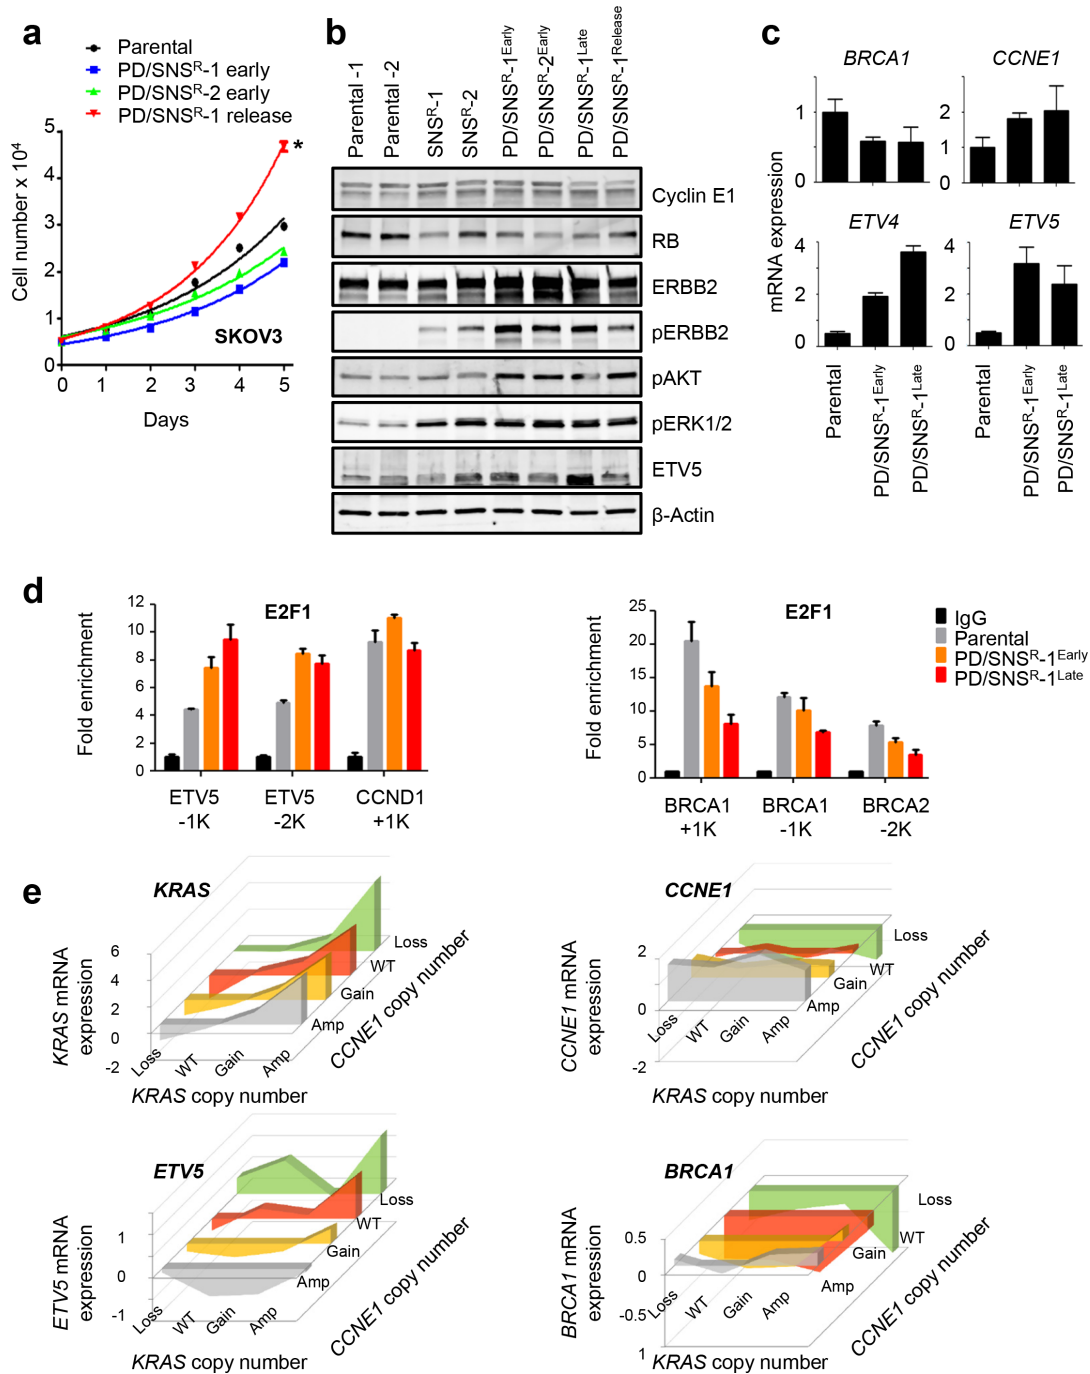 a
Parental
PD/SNSR-1 early
PD/SNSR-2 early
PD/SNSR-1 release
Cell number x 104
5
4
3
2
1
0
*
SKOV3
0 1 2 3 4 5
Days
b
Parental -1
Parental -2
SNSR-1
SNSR-2
PD/SNSR-1Early
PD/SNSR-2Early
PD/SNSR-1Late
PD/SNSR-1Release
Cyclin E1
RB
ERBB2
pERBB2
pAKT
pERK1/2
ETV5
β-Actin
c
mRNA expression
BRCA1
1
0
CCNE1
2
1
0
ETV4
4
2
0
ETV5
4
2
0
Parental
PD/SNSR-1Early
PD/SNSR-1Late
Parental
PD/SNSR-1Early
PD/SNSR-1Late
d
E2F1
Fold enrichment
12
10
8
6
4
2
0
ETV5
-1K
ETV5
-2K
CCND1
+1K
E2F1
Fold enrichment
25
20
15
10
5
0
BRCA1
+1K
BRCA1
-1K
BRCA2
-2K
IgG
Parental
PD/SNSR-1Early
PD/SNSR-1Late
e
KRAS
KRAS mRNA
expression
6
4
2
0
-2
Loss
WT
Gain
Amp
KRAS copy number
Loss
WT
Gain
Amp
CCNE1 copy number
CCNE1
CCNE1 mRNA
expression
2
0
-2
Loss
WT
Gain
Amp
KRAS copy number
Loss
WT
Gain
Amp
CCNE1 copy number
ETV5
ETV5 mRNA
expression
1
0
-1
Loss
WT
Gain
Amp
KRAS copy number
Loss
WT
Gain
Amp
CCNE1 copy number
BRCA1
BRCA1 mRNA
expression
0.5
0
-0.5
1
Loss
WT
Gain
Amp
KRAS copy number
Loss
WT
Gain
Amp
CCNE1 copy number